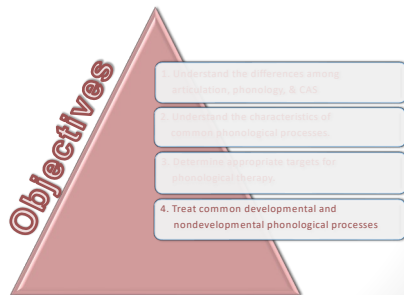 Objectives
1. Understand the differences among
articulation, phonology, & CAS
2. Understand the characteristics of
common phonological processes.
3. Determine appropriate targets for
phonological therapy
4. Treat common developmental and
nondevelopmental phonological processes